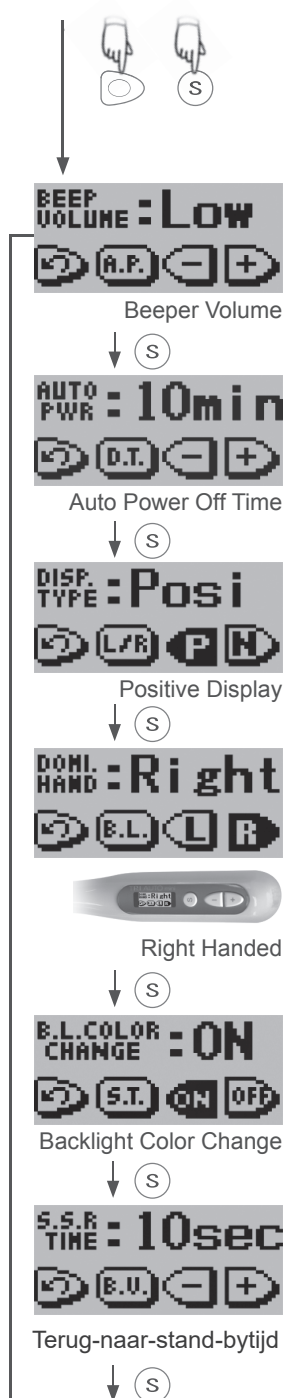 S
BEEP
VOLUME : Low
A.P. - +
Beeper Volume
S
AUTO
PWR : 10min
D.T. - +
Auto Power Off Time
S
DISP.
TYPE : Posi
L/R P N
Positive Display
S
DOMI.
HAND : Right
B.L. L R
Right Handed
S
B.L.COLOR
CHANGE : ON
S.T. ON OFF
Backlight Color Change
S
S.S.R
TIME : 10sec
B.V. - +
Terug-naar-stand-bytijd
S